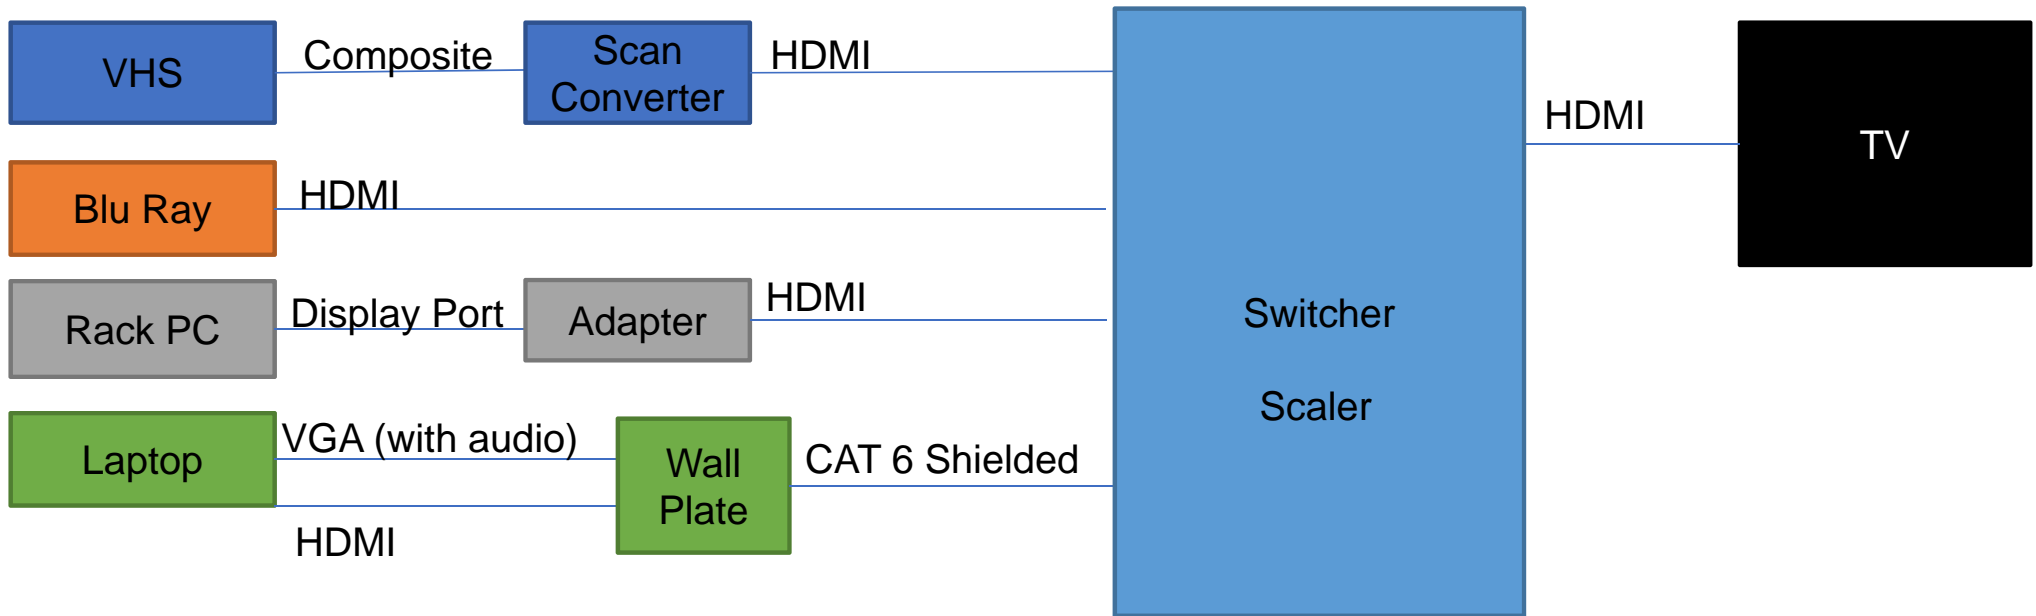 VHS
Composite
Scan
Converter
HDMI
HDMI
TV
Blu Ray
HDMI
Rack PC
Display Port
Adapter
HDMI
Switcher
Scaler
Laptop
VGA (with audio)
HDMI
Wall
Plate
CAT 6 Shielded